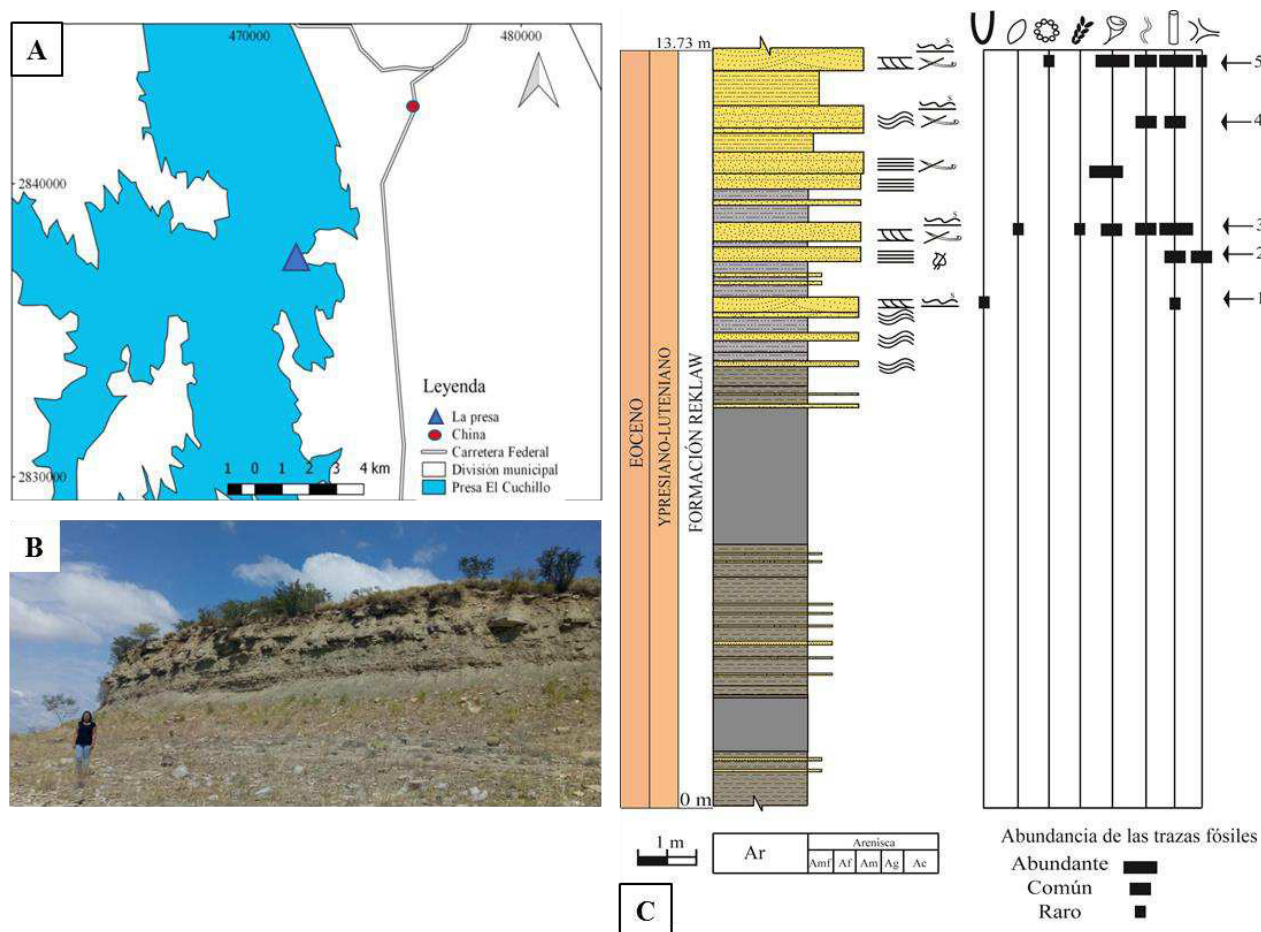 A
470000
480000
2840000
2830000
Leyenda
La presa
China
Carretera Federal
División municipal
Presa El Cuchillo
1 0 1 2 3 4 km
B
C
13.73 m
0 m
EOCENO
YPRESIANO-LUTENIANO
FORMACIÓN REKLAW
S
S
S
S
5
4
3
2
1
1 m
Ar
Arenisca
Amf Af Am Ag Ac
Abundancia de las trazas fósiles
Abundante
Común
Raro